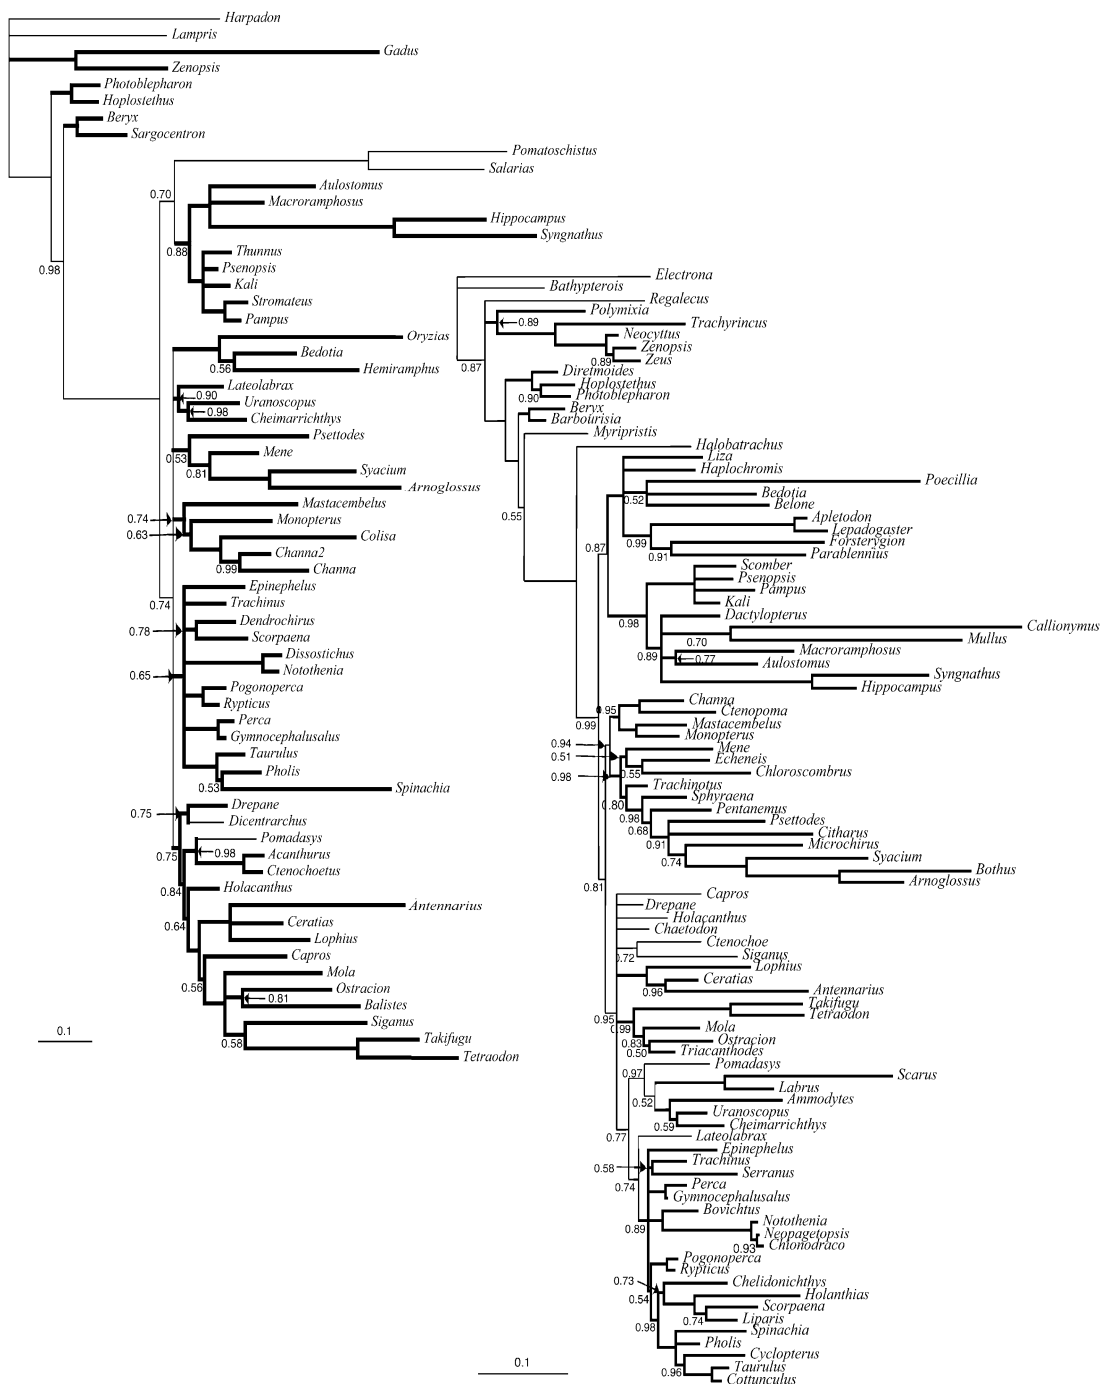 Harpadon
Lampris
Gadus
Zenopsis
Photoblepharon
Hoplostethus
Beryx
Sargocentron
0.98
Pomatoschistus
Salarias
0.70
Aulostomus
Macroramphosus
Hippocampus
Syngnathus
0.88
Thunnus
Psenopsis
Kali
Stromateus
Pampus
Oryzias
Bedotia
0.56
Hemiramphus
Lateolabrax
0.90
Uranoscopus
0.98
Cheimarrichthys
Psettodes
0.53
Mene
0.81
Syacium
Arnoglossus
Mastacembelus
0.74
Monopterus
0.63
Colisa
Channa2
0.99
Channa
0.74
Epinephelus
Trachinus
Dendrochirus
0.78
Scorpaena
Dissostichus
0.65
Notothenia
Pogonoperca
Rypticus
Perca
Gymnocephalusalus
Taurulus
Pholis
0.53
Spinachia
Drepane
0.75
Dicentrarchus
Pomadasys
0.75
0.98
Acanthurus
Ctenochoetus
0.84
Holacanthus
Antennarius
0.64
Ceratias
Lophius
Capros
Mola
0.56
Ostracion
0.81
Balistes
Siganus
0.58
Takifugu
Tetraodon
0.1
Electrona
Bathypterois
Regalecus
Polymixia
0.89
Trachyrincus
Neocyttus
Zenopsis
0.89
Zeus
0.87
Diretmoides
Hoplostethus
0.90
Photoblepharon
Beryx
Barbourisia
Myripristis
0.55
Halobatrachus
Liza
Haplochromis
Poecillia
0.52
Bedotia
Belone
Apletodon
Lepadogaster
0.99
Forsterygion
0.91
Parablennius
0.87
Scomber
Psenopsis
Pampus
Kali
0.98
Dactylopterus
Callionymus
0.70
Mullus
0.89
Macroramphosus
0.77
Aulostomus
Syngnathus
Hippocampus
0.99
0.95
Channa
Ctenopoma
Mastacembelus
Monopterus
0.94
0.51
Mene
Echeneis
0.55
Chloroscombrus
0.98
Trachinotus
0.80
Sphyraena
0.98
Pentanemus
0.68
Psettodes
0.91
Citharus
Microchirus
0.74
Syacium
Bothus
Arnoglossus
0.81
Capros
Drepane
Holacanthus
Chaetodon
Ctenochoe
0.72
Siganus
Lophius
Ceratias
0.96
Antennarius
0.95
Takifugu
Tetraodon
0.99
Mola
0.83
Ostracion
0.50
Triacanthodes
Pomadasys
0.97
Scarus
Labrus
0.52
Ammodytes
Uranoscopus
0.59
Cheimarrichthys
0.77
Lateolabrax
Epinephelus
0.58
Trachinus
Serranus
0.74
Perca
Gymnocephalusalus
Bovichtus
0.89
Notothenia
Neopagetopsis
0.93
Chionodraco
Pogonoperca
Rypticus
0.73
Chelidonichthys
0.54
Holanthias
Scorpaena
0.74
Liparis
0.98
Spinachia
Pholis
Cyclopterus
0.96
Taurulus
Cottunculus
0.1